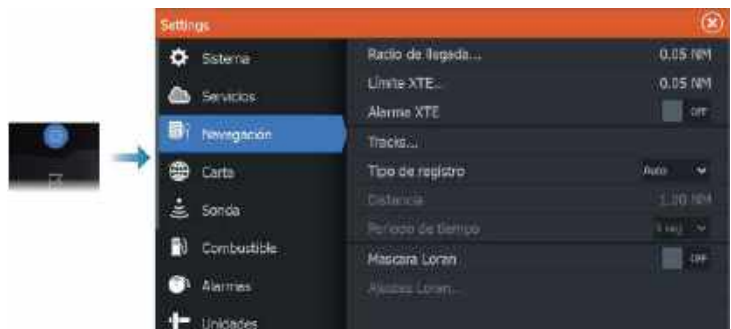 Settings
Sistema
Servicios
Navegación
Carta
Sonda
Combustible
Alarmas
Unidades
Radio de llegada... 0.05 NM
Límite XTE... 0.05 NM
Alarma XTE OFF
Tracks...
Tipo de registro Auto
Distancia 1.00 NM
Periodo de tiempo seg
Mascara Loran OFF
Ajustes Loran...